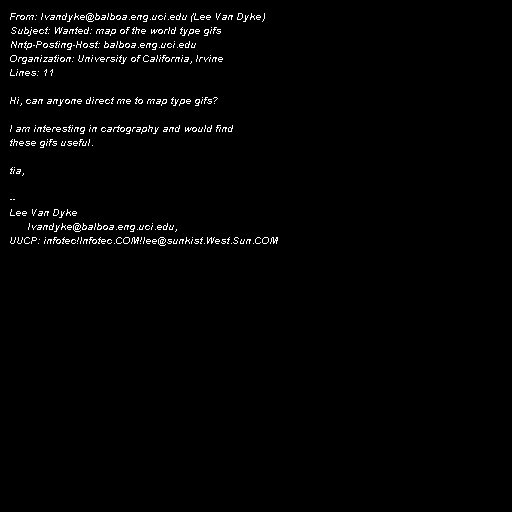 From: lvandyke@balboa.eng.uci.edu (Lee Van Dyke)
Subject: Wanted: map of the world type gifs
Nntp-Posting-Host: balboa.eng.uci.edu
Organization: University of California, Irvine
Lines: 11

Hi, can anyone direct me to map type gifs?

I am interesting in cartography and would find
these gifs useful.

tia,

--
Lee Van Dyke
lvandyke@balboa.eng.uci.edu,
UUCP: infotec!Infotec.COM!lee@sunkist.West.Sun.COM